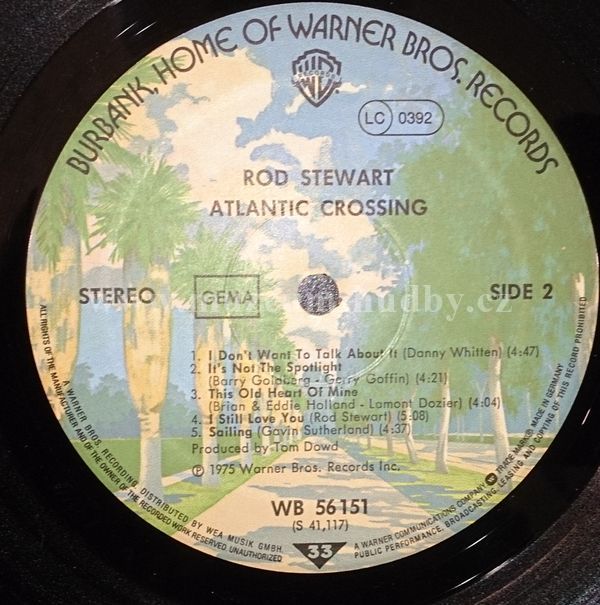 BURBANK, HOME OF WARNER BROS. RECORDS
LC 0392
ROD STEWART
ATLANTIC CROSSING
STEREO GEMA SIDE 2
1. I Don't Want To Talk About It (Danny Whitten) (4:47)
2. It's Not The Spotlight
(Barry Goldberg - Gerry Goffin) (4:21)
3. This Old Heart Of Mine
(Brian & Eddie Holland - Lamont Dozier) (4:04)
4. I Still Love You (Rod Stewart) (5:08)
5. Sailing (Gavin Sutherland) (4:37)
Produced by Tom Dowd
℗ 1975 Warner Bros. Records Inc.
WB 56 151
(S 41,117)
33
ALL RIGHTS OF THE MANUFACTURER AND OF THE OWNER OF THE RECORDED WORK RESERVED. UNAUTHORIZED
PUBLIC PERFORMANCE, BROADCASTING, LEASING AND COPYING OF THIS RECORD PROHIBITED
A WARNER BROS. RECORDING DISTRIBUTED BY WEA MUSIK GMBH.
A WARNER COMMUNICATIONS COMPANY TRADE MARK® MADE IN GERMANY